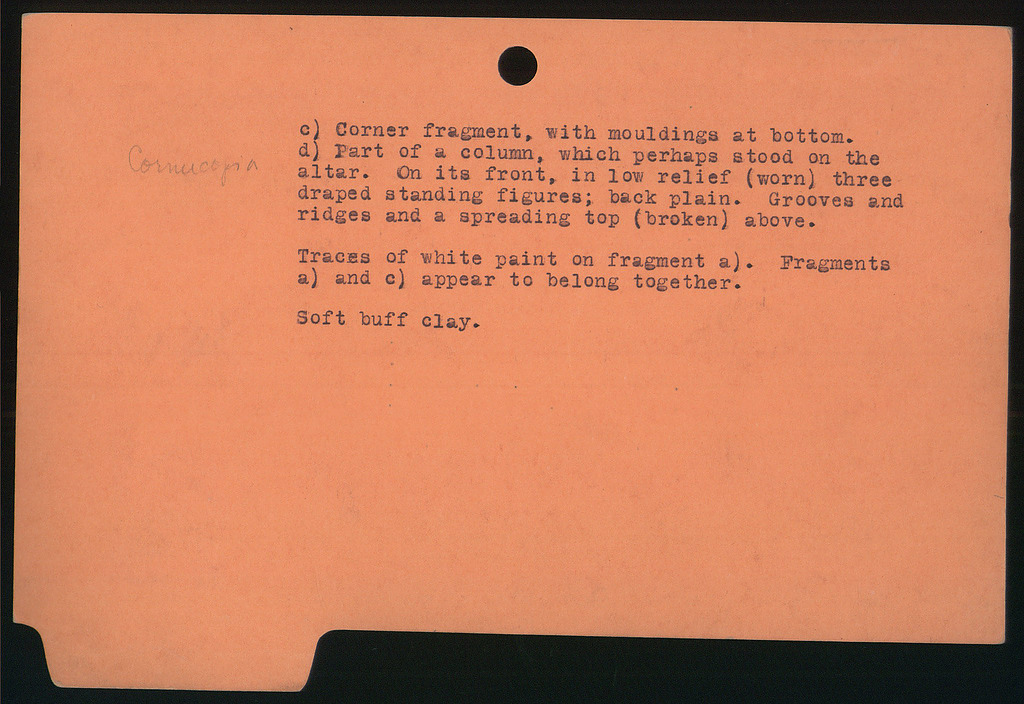 c) Corner fragment, with mouldings at bottom.
Cornucopia
d) Part of a column, which perhaps stood on the
altar. On its front, in low relief (worn) three
draped standing figures; back plain. Grooves and
ridges and a spreading top (broken) above.
Traces of white paint on fragment a). Fragments
a) and c) appear to belong together.
Soft buff clay.